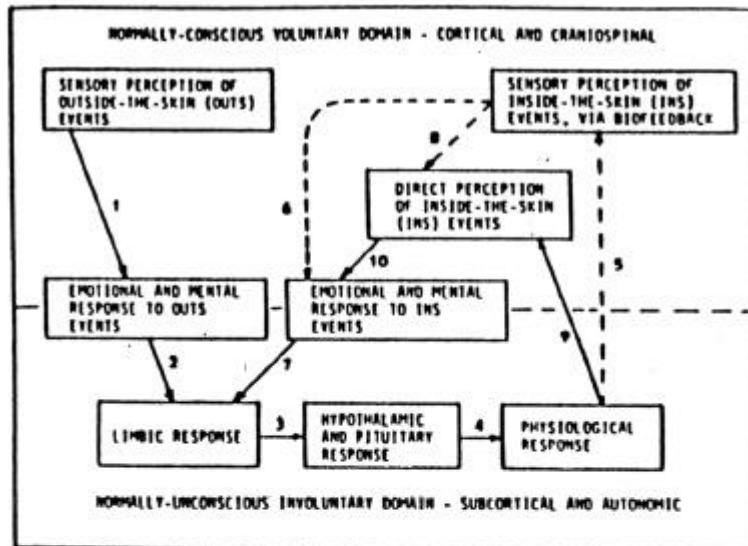 NORMALLY-CONSCIOUS VOLUNTARY DOMAIN - CORTICAL AND CRANIOSPINAL
SENSORY PERCEPTION OF
OUTSIDE-THE-SKIN (OUTS)
EVENTS
SENSORY PERCEPTION OF
INSIDE-THE-SKIN (INS)
EVENTS, VIA BIOFEEDBACK
8
DIRECT PERCEPTION
OF INSIDE-THE-SKIN
(INS) EVENTS
1
6
10
5
EMOTIONAL AND MENTAL
RESPONSE TO OUTS
EVENTS
EMOTIONAL AND MENTAL
RESPONSE TO INS
EVENTS
9
2
7
LIMBIC RESPONSE
3
HYPOTHALAMIC
AND PITUITARY
RESPONSE
4
PHYSIOLOGICAL
RESPONSE
NORMALLY-UNCONSCIOUS INVOLUNTARY DOMAIN - SUBCORTICAL AND AUTONOMIC